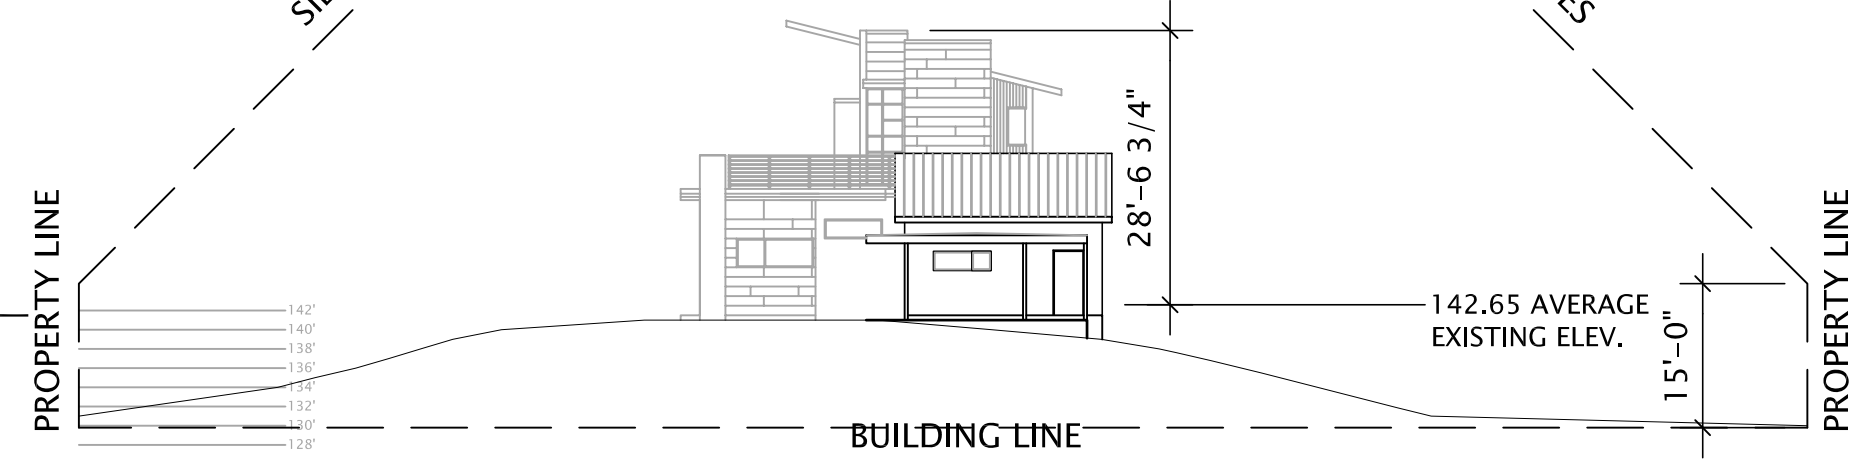 PROPERTY LINE
142'
140'
138'
136'
134'
132'
130'
128'
BUILDING LINE
28'-6 3/4"
142.65 AVERAGE
EXISTING ELEV.
15'-0"
PROPERTY LINE